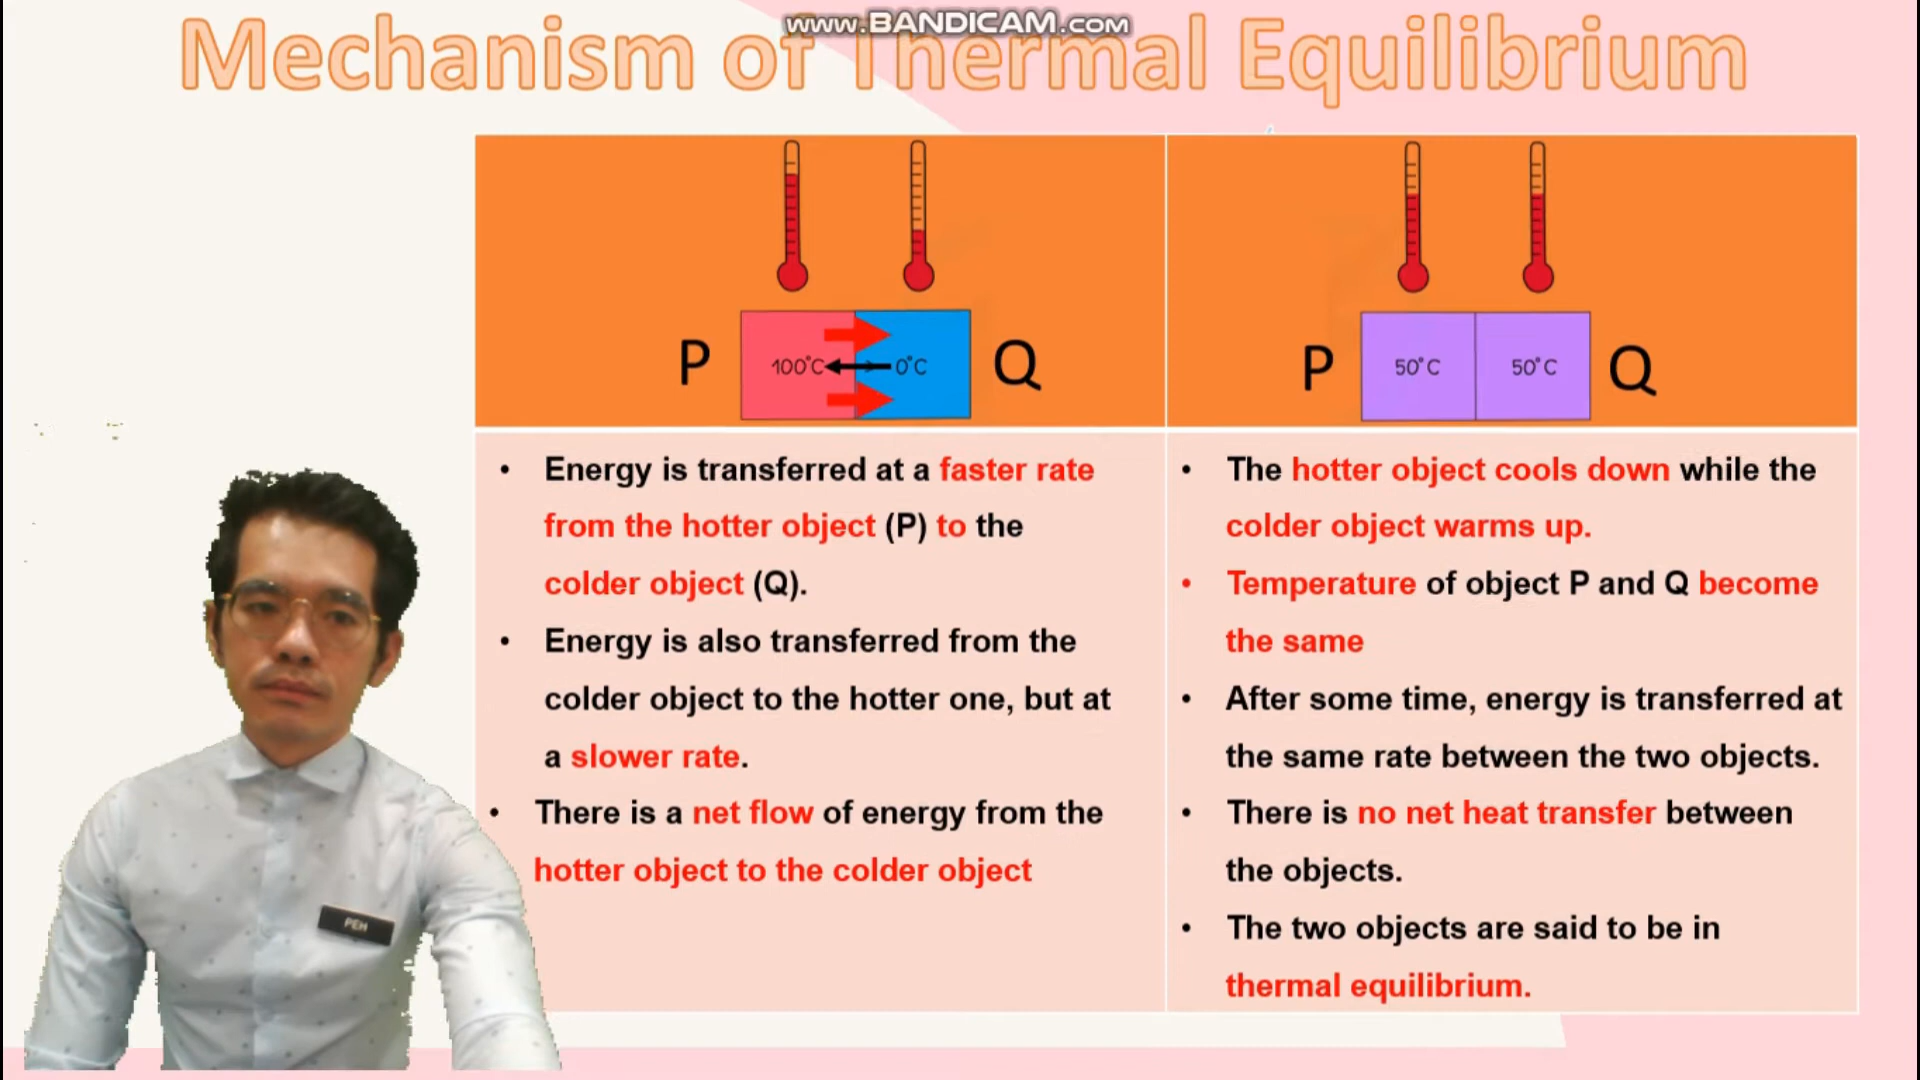 www.BANDICAM.com
Mechanism of Thermal Equilibrium
P
100°C
0°C
Q
P
50°C
50°C
Q
• Energy is transferred at a faster rate
from the hotter object (P) to the
colder object (Q).
• Energy is also transferred from the
colder object to the hotter one, but at
a slower rate.
• There is a net flow of energy from the
hotter object to the colder object
• The hotter object cools down while the
colder object warms up.
• Temperature of object P and Q become
the same
• After some time, energy is transferred at
the same rate between the two objects.
• There is no net heat transfer between
the objects.
• The two objects are said to be in
thermal equilibrium.
PEH